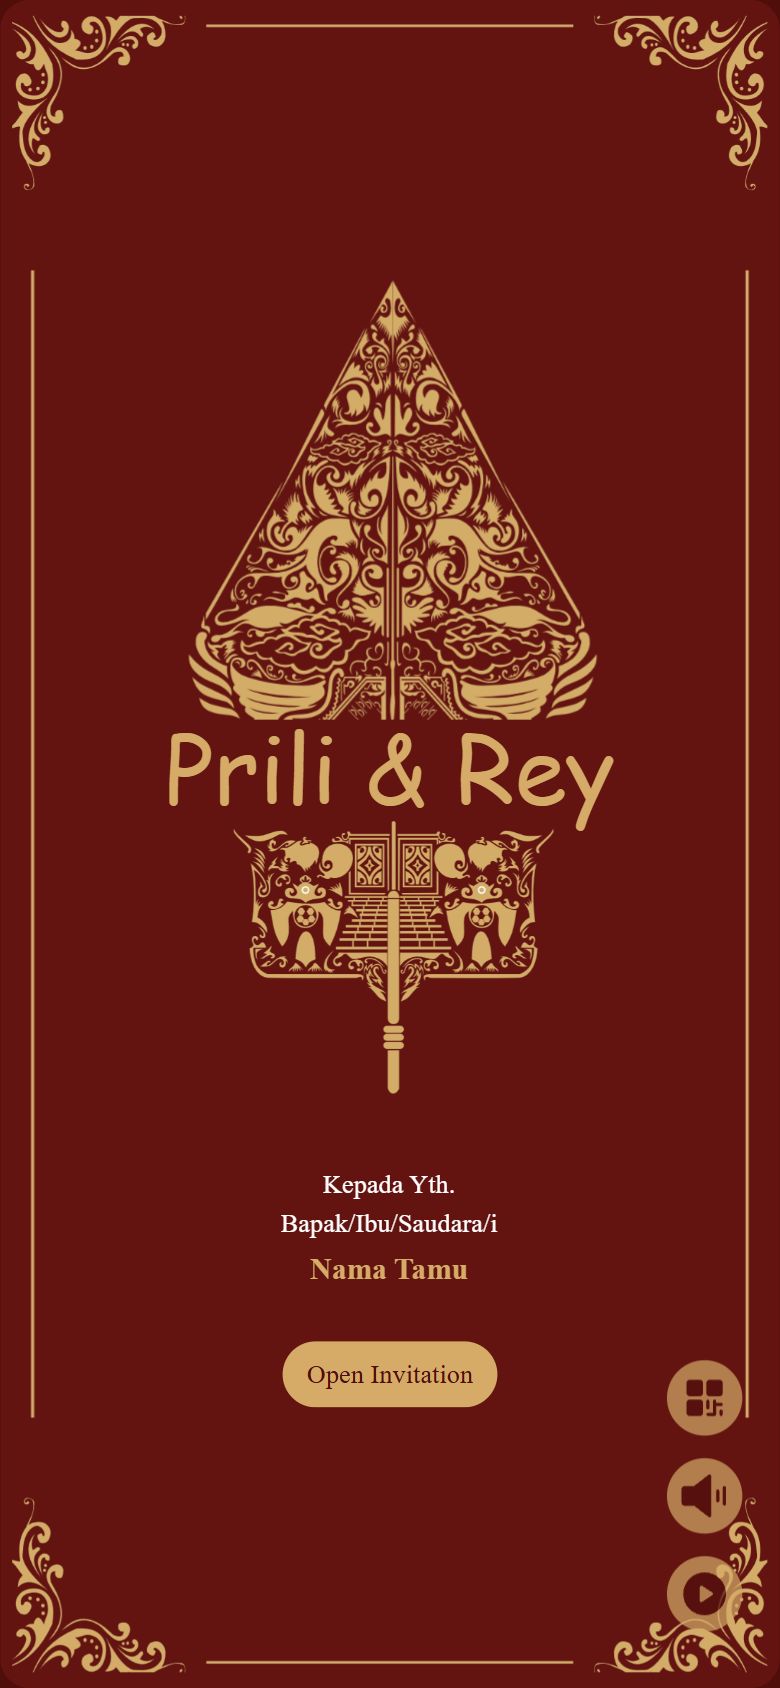 Prili & Rey
Kepada Yth.
Bapak/Ibu/Saudara/i
Nama Tamu
Open Invitation